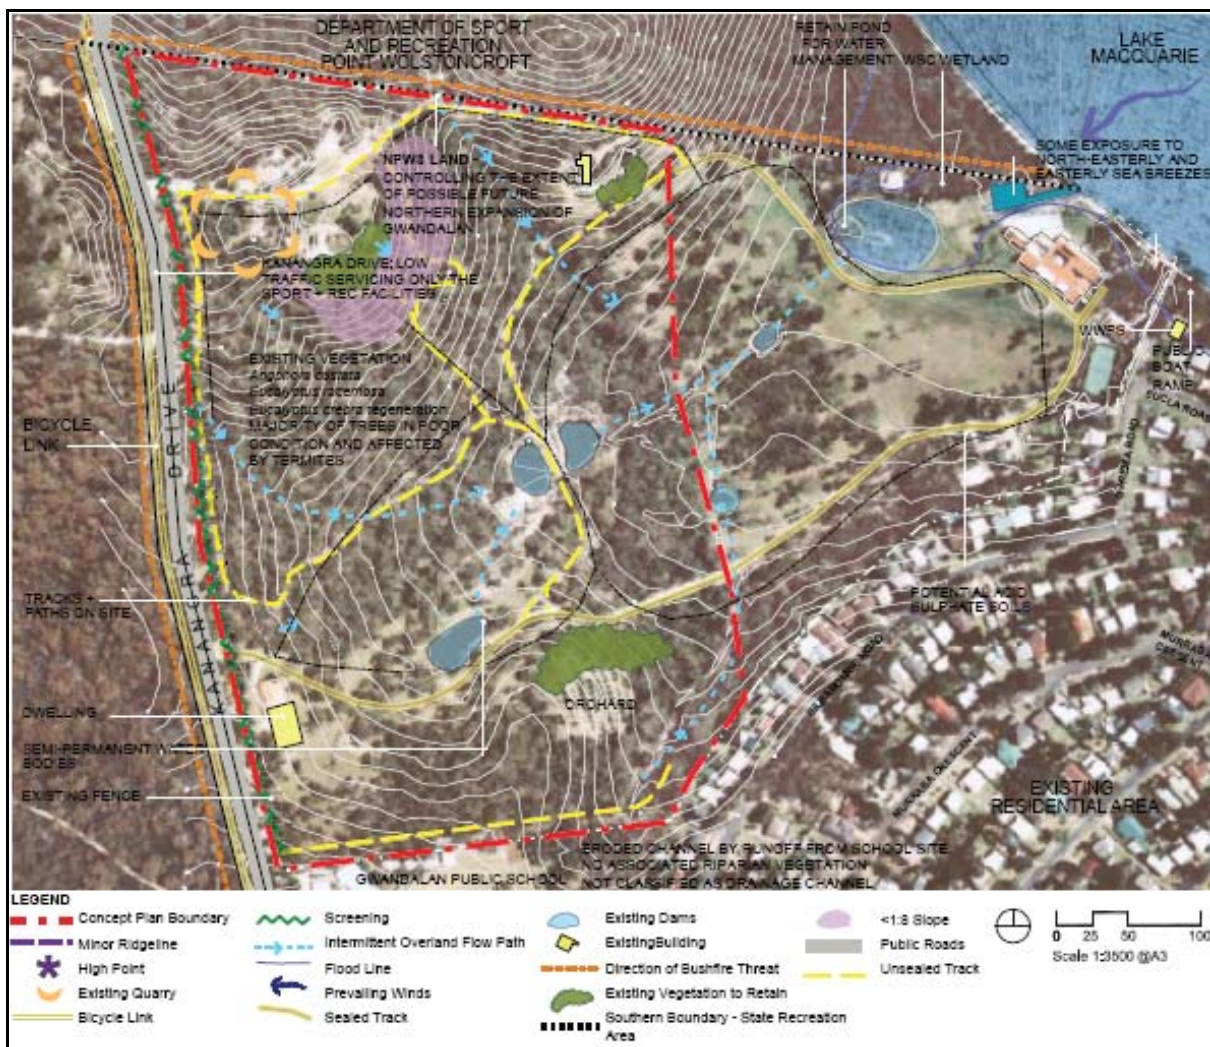 DEPARTMENT OF SPORT
AND RECREATION
POINT WOLSTONCROFT
RETAIN POND
FOR WATER
MANAGEMENT
WSC WETLAND
LAKE
MACQUARIE
SOME EXPOSURE TO
NORTH-EASTERLY AND
EASTERLY SEA BREEZES
NPWS LAND -
CONTROLLING THE EXTENT
OF POSSIBLE FUTURE
NORTHERN EXPANSION OF
GWANDALAN
KANANGRA DRIVE; LOW
TRAFFIC SERVICING ONLY THE
SPORT + REC FACILITIES
EXISTING VEGETATION
Angophora costata
Eucalyptus racemosa
Eucalyptus crepra regeneration
MAJORITY OF TREES IN POOR
CONDITION AND AFFECTED
BY TERMITES
BICYCLE
LINK
KANANGRA DRIVE
WWPS
PUBLIC
BOAT
RAMP
TRACKS +
PATHS ON SITE
POTENTIAL ACID
SULPHATE SOILS
DWELLING
ORCHARD
SEMI-PERMANENT WATER
BODIES
EXISTING FENCE
EXISTING
RESIDENTIAL AREA
ERODED CHANNEL BY RUNOFF FROM SCHOOL SITE
NO ASSOCIATED RIPARIAN VEGETATION
NOT CLASSIFIED AS DRAINAGE CHANNEL
GWANDALAN PUBLIC SCHOOL
LEGEND
Concept Plan Boundary
Minor Ridgeline
High Point
Existing Quarry
Bicycle Link
Screening
Intermittent Overland Flow Path
Flood Line
Prevailing Winds
Sealed Track
Existing Dams
ExistingBuilding
Direction of Bushfire Threat
Existing Vegetation to Retain
Southern Boundary - State Recreation
Area
<1:8 Slope
Public Roads
Unsealed Track
0 25 50 100
Scale 1:3500 @A3